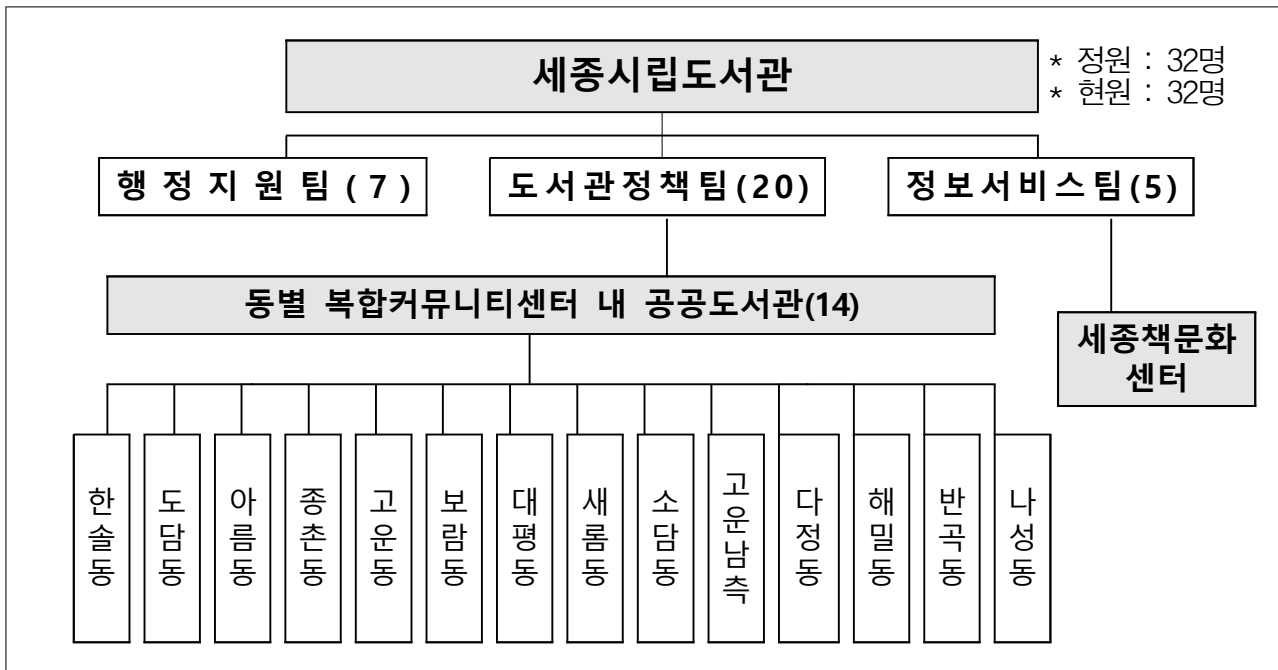 세종시립도서관
* 정원 : 32명
* 현원 : 32명
행정지원팀(7)
도서관정책팀(20)
정보서비스팀(5)
동별 복합커뮤니티센터 내 공공도서관(14)
세종책문화
센터
한솔동
도담동
아름동
종촌동
고운동
보람동
대평동
새롬동
소담동
고운남측
다정동
해밀동
반곡동
나성동